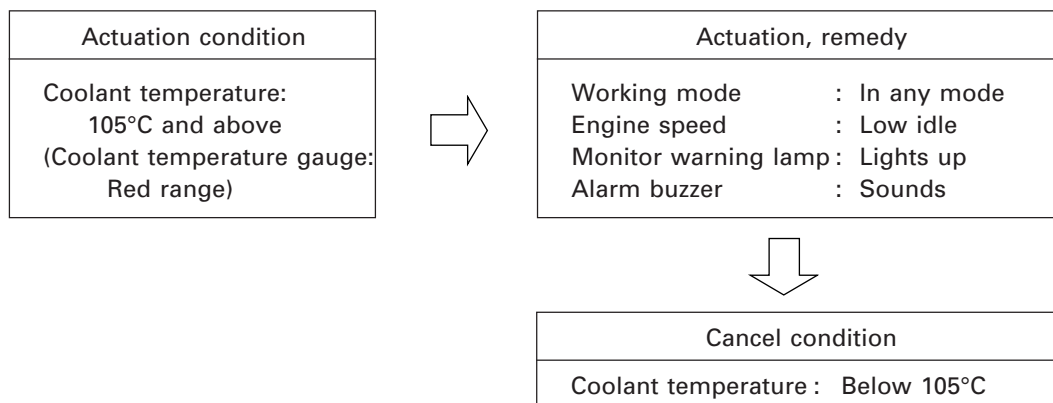 Actuation condition
Coolant temperature:
105°C and above
(Coolant temperature gauge:
Red range)
Actuation, remedy
Working mode : In any mode
Engine speed : Low idle
Monitor warning lamp : Lights up
Alarm buzzer : Sounds
Cancel condition
Coolant temperature : Below 105°C